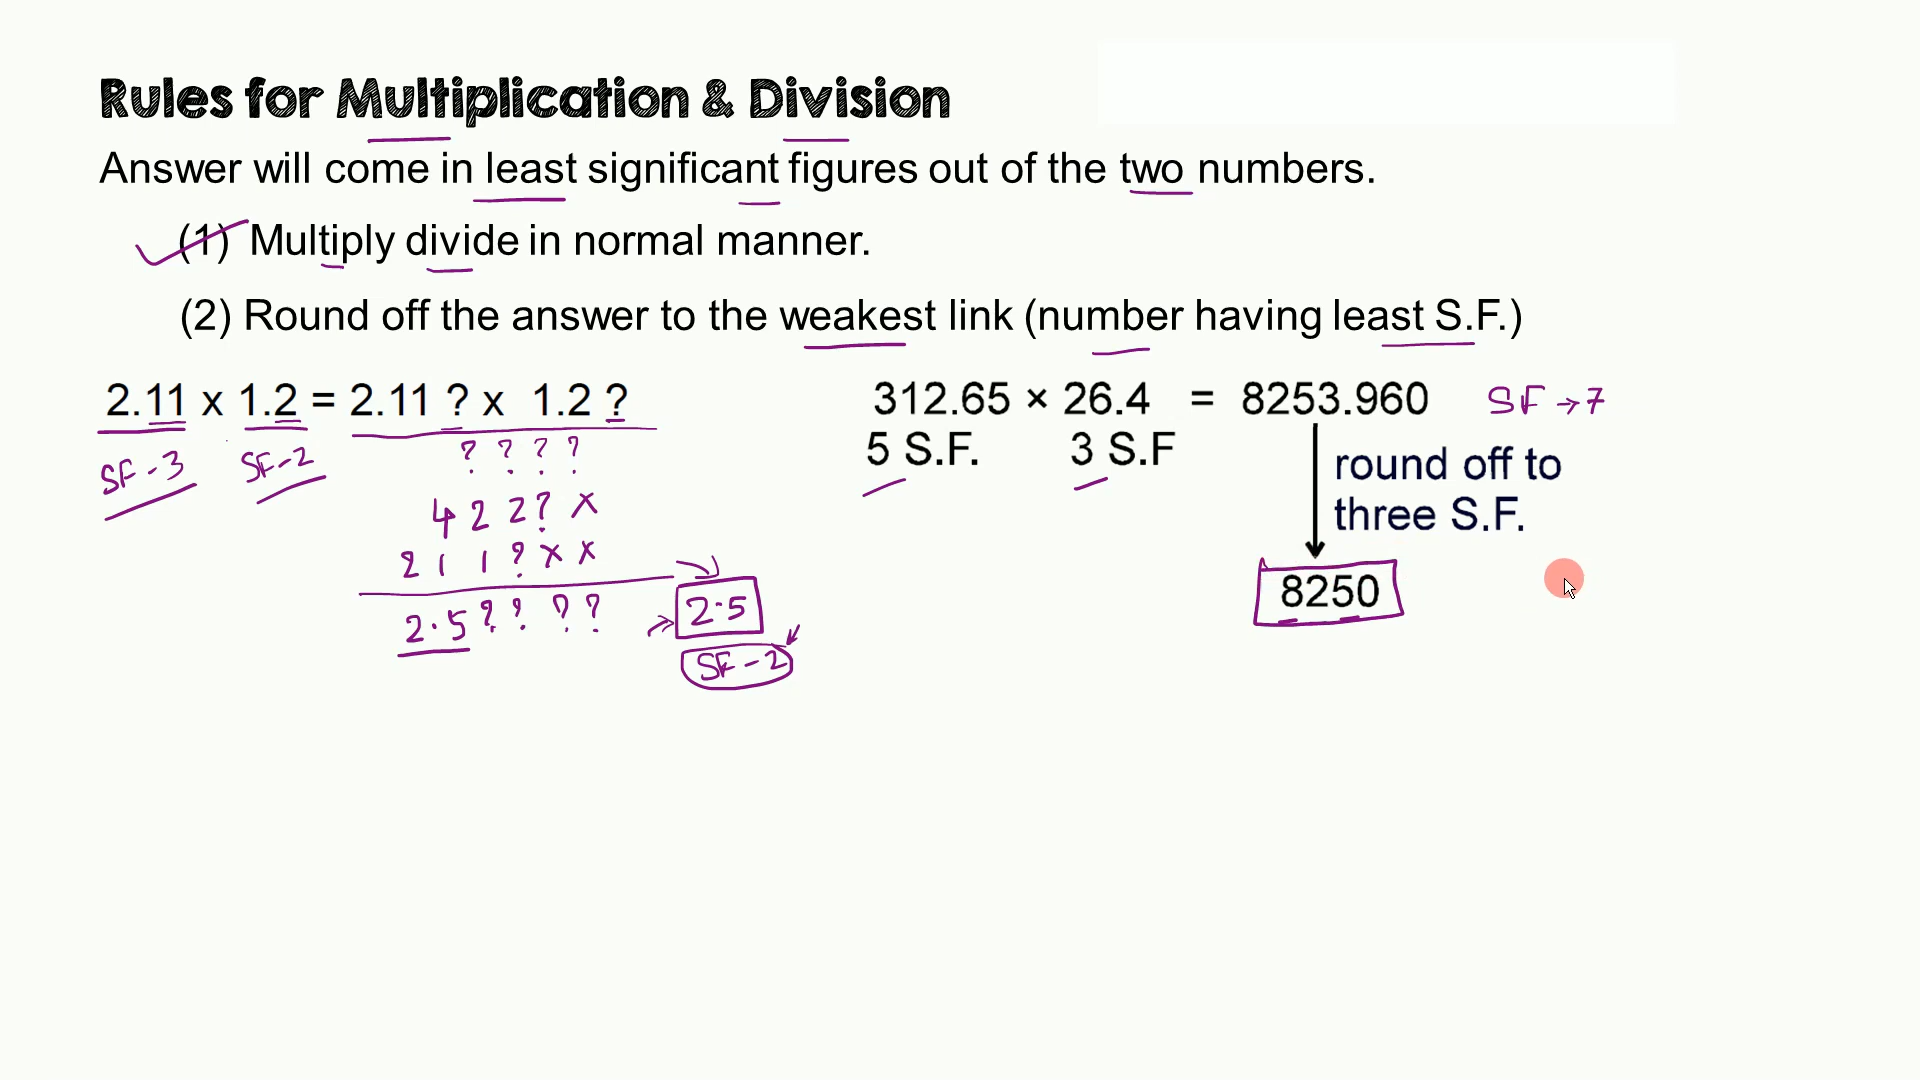 Rules for Multiplication & Division
Answer will come in least significant figures out of the two numbers.
(1) Multiply divide in normal manner.
(2) Round off the answer to the weakest link (number having least S.F.)
2.11 x 1.2 = 2.11 ? x 1.2 ?
SF - 3 SF - 2
? ? ? ?
4 2 2 ? x
2 1 1 ? x x
2.5 ? ? ? ?
2.5
SF - 2
312.65 × 26.4 = 8253.960 SF → 7
5 S.F. 3 S.F
round off to
three S.F.
8250